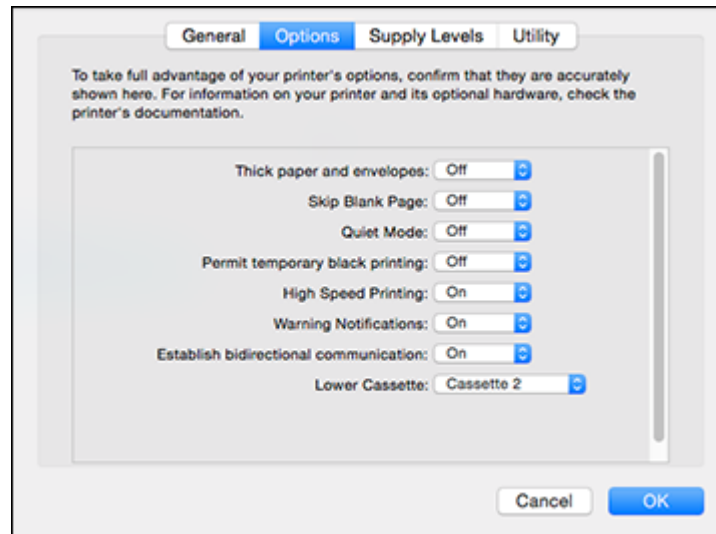 General Options Supply Levels Utility
To take full advantage of your printer's options, confirm that they are accurately
shown here. For information on your printer and its optional hardware, check the
printer's documentation.
Thick paper and envelopes: Off
Skip Blank Page: Off
Quiet Mode: Off
Permit temporary black printing: Off
High Speed Printing: On
Warning Notifications: On
Establish bidirectional communication: On
Lower Cassette: Cassette 2
Cancel OK